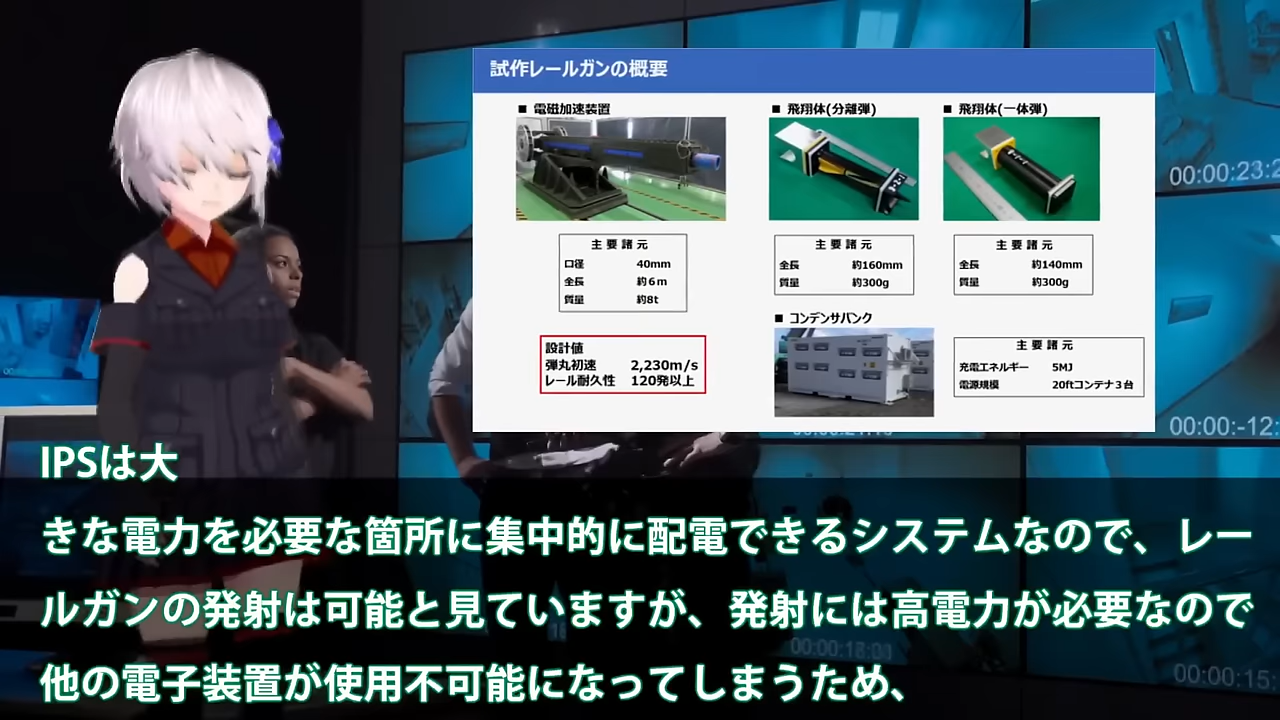 試作レールガンの概要
■ 電磁加速装置
■ 飛翔体(分離弾)
■ 飛翔体(一体弾)
主要諸元
口径 40mm
全長 約6m
質量 約8t
主要諸元
全長 約160mm
質量 約300g
主要諸元
全長 約140mm
質量 約300g
設計値
弾丸初速 2,230m/s
レール耐久性 120発以上
■ コンデンサバンク
主要諸元
充電エネルギー 5MJ
電源規模 20ftコンテナ3台
00:00:23:2
00:00:-12:
00:00:18:03
00:00:15:
IPSは大
きな電力を必要な箇所に集中的に配電できるシステムなので、レー
ルガンの発射は可能と見ていますが、発射には高電力が必要なので
他の電子装置が使用不可能になってしまうため、